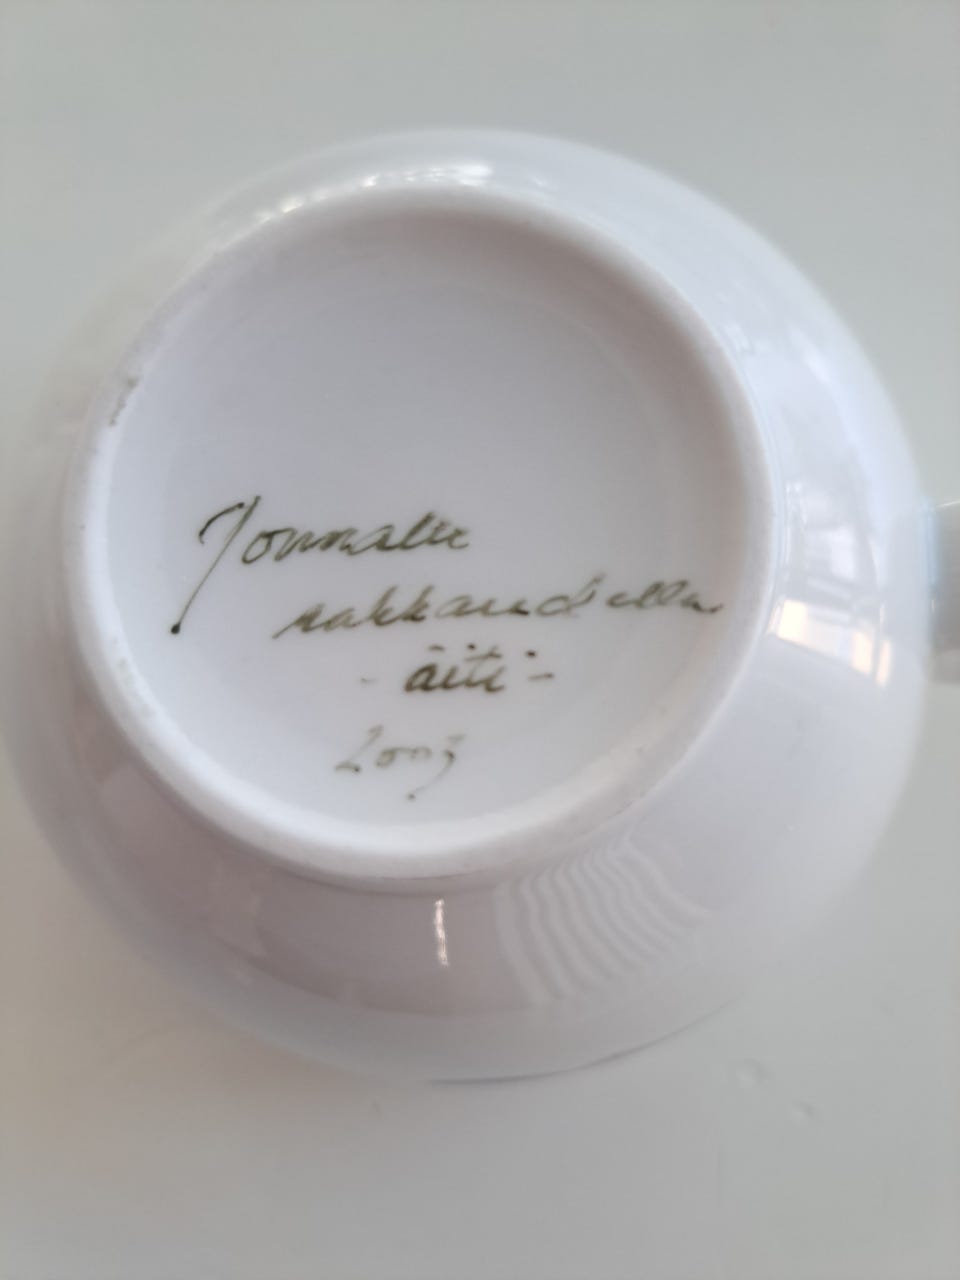 Jonnalle
rakkaudella
- äiti -
2003